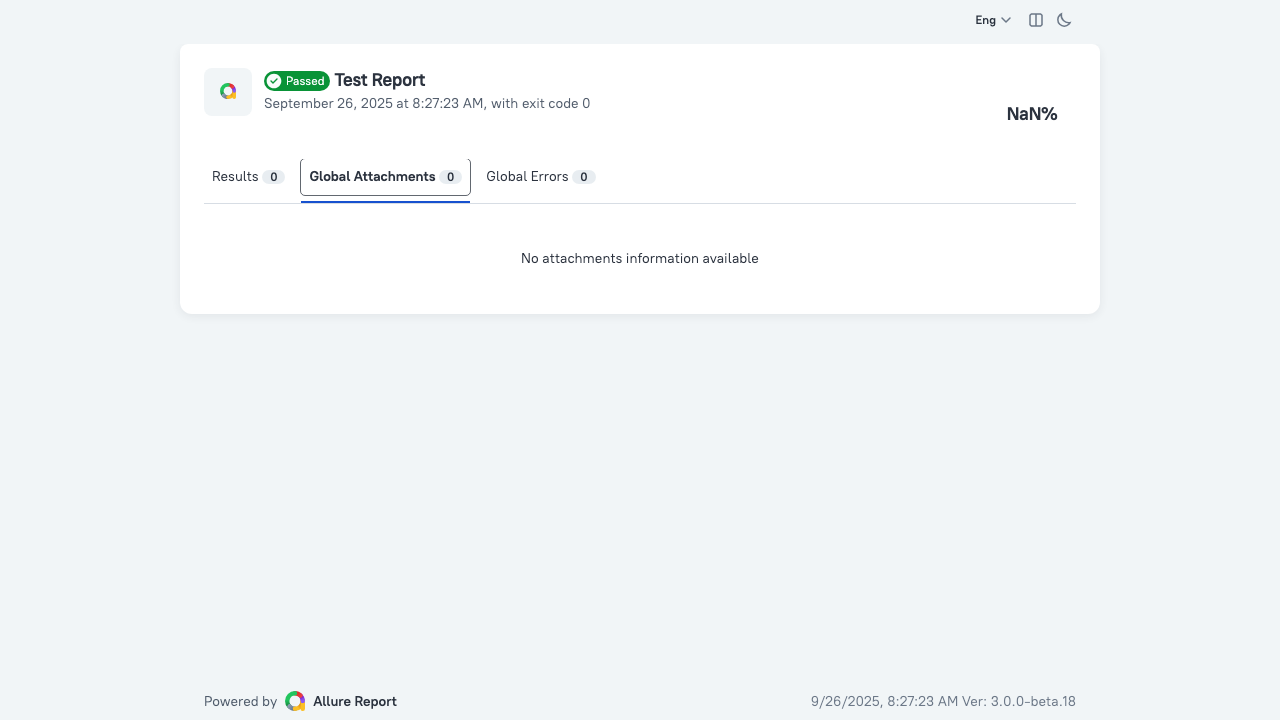 Eng
Passed Test Report
September 26, 2025 at 8:27:23 AM, with exit code 0
NaN%
Results 0 Global Attachments 0 Global Errors 0
No attachments information available
Powered by Allure Report 9/26/2025, 8:27:23 AM Ver: 3.0.0-beta.18